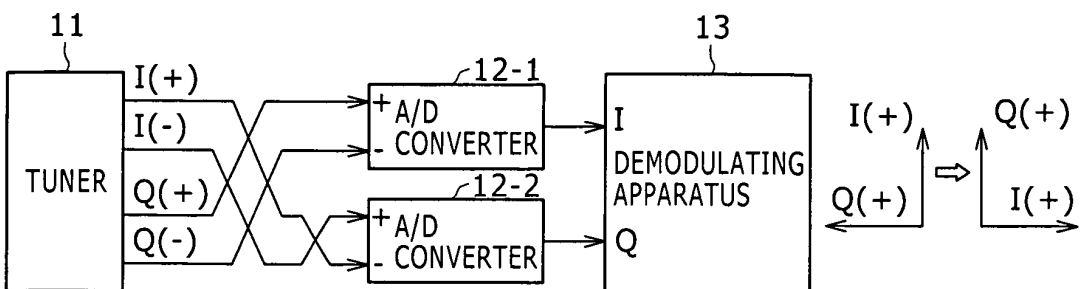 11
TUNER
I(+)
I(-)
Q(+)
Q(-)
12-1
+ A/D
- CONVERTER
12-2
+ A/D
- CONVERTER
13
I
DEMODULATING
APPARATUS
Q
I(+)
Q(+)
Q(+)
I(+)